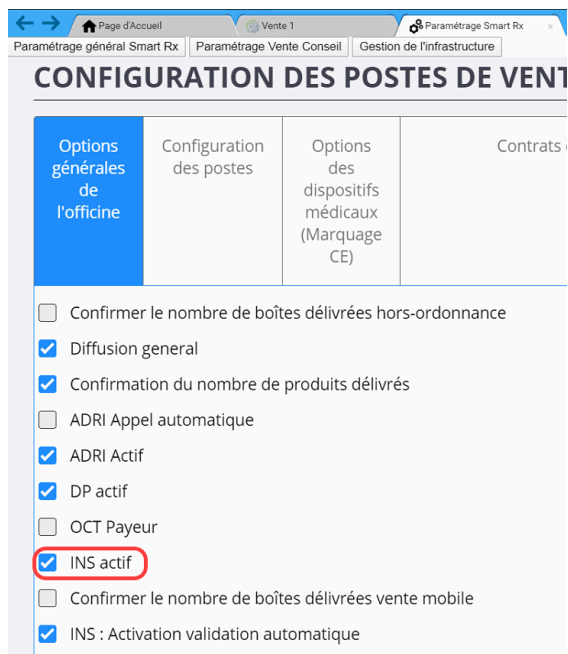 Page d'Accueil
Vente 1
Paramétrage Smart Rx
Paramétrage général Smart Rx
Paramétrage Vente Conseil
Gestion de l'infrastructure
CONFIGURATION DES POSTES DE VENT
Options
générales
de
l'officine
Configuration
des postes
Options
des
dispositifs
médicaux
(Marquage
CE)
Contrats
Confirmer le nombre de boîtes délivrées hors-ordonnance
Diffusion general
Confirmation du nombre de produits délivrés
ADRI Appel automatique
ADRI Actif
DP actif
OCT Payeur
INS actif
Confirmer le nombre de boîtes délivrées vente mobile
INS : Activation validation automatique